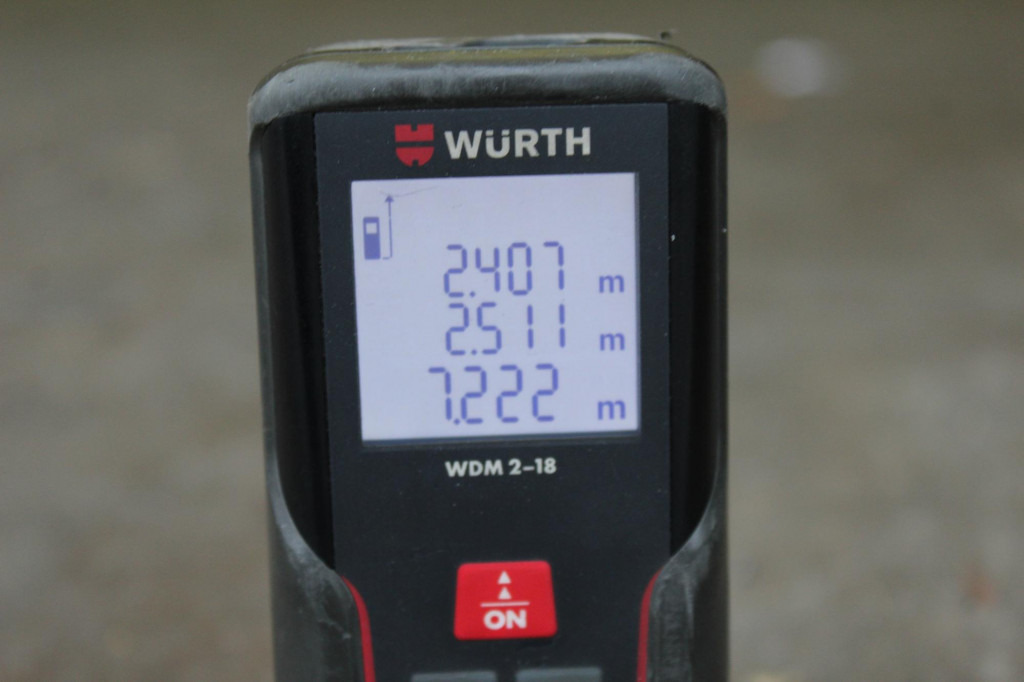 WÜRTH
2.407 m
2.511 m
7.222 m
WDM 2-18
ON